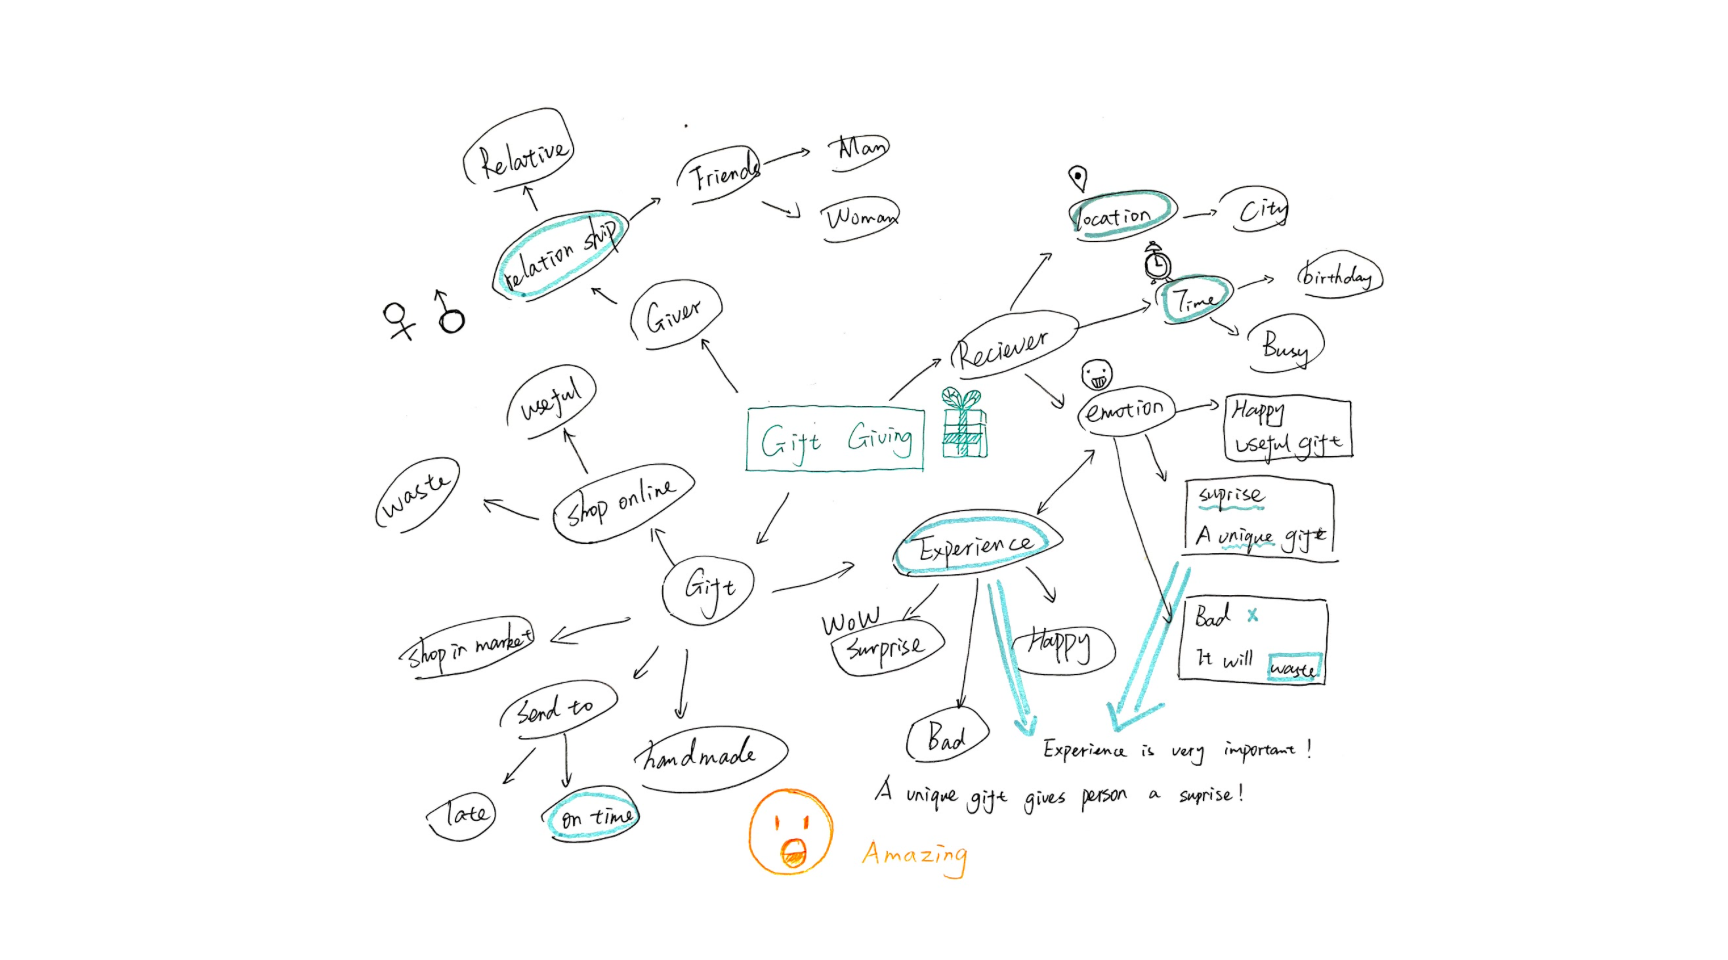 Relative
Friends
Man
Woman
relation ship
Giver
location
City
Time
birthday
Busy
Reciever
emotion
Happy
useful gift
suprise
A unique gift
Bad x
It will waste
Gift Giving
useful
waste
shop online
Gift
shop in market
Send to
late
on time
handmade
Experience
WoW
Surprise
Happy
Bad
Experience is very important!
A unique gift gives person a suprise!
Amazing